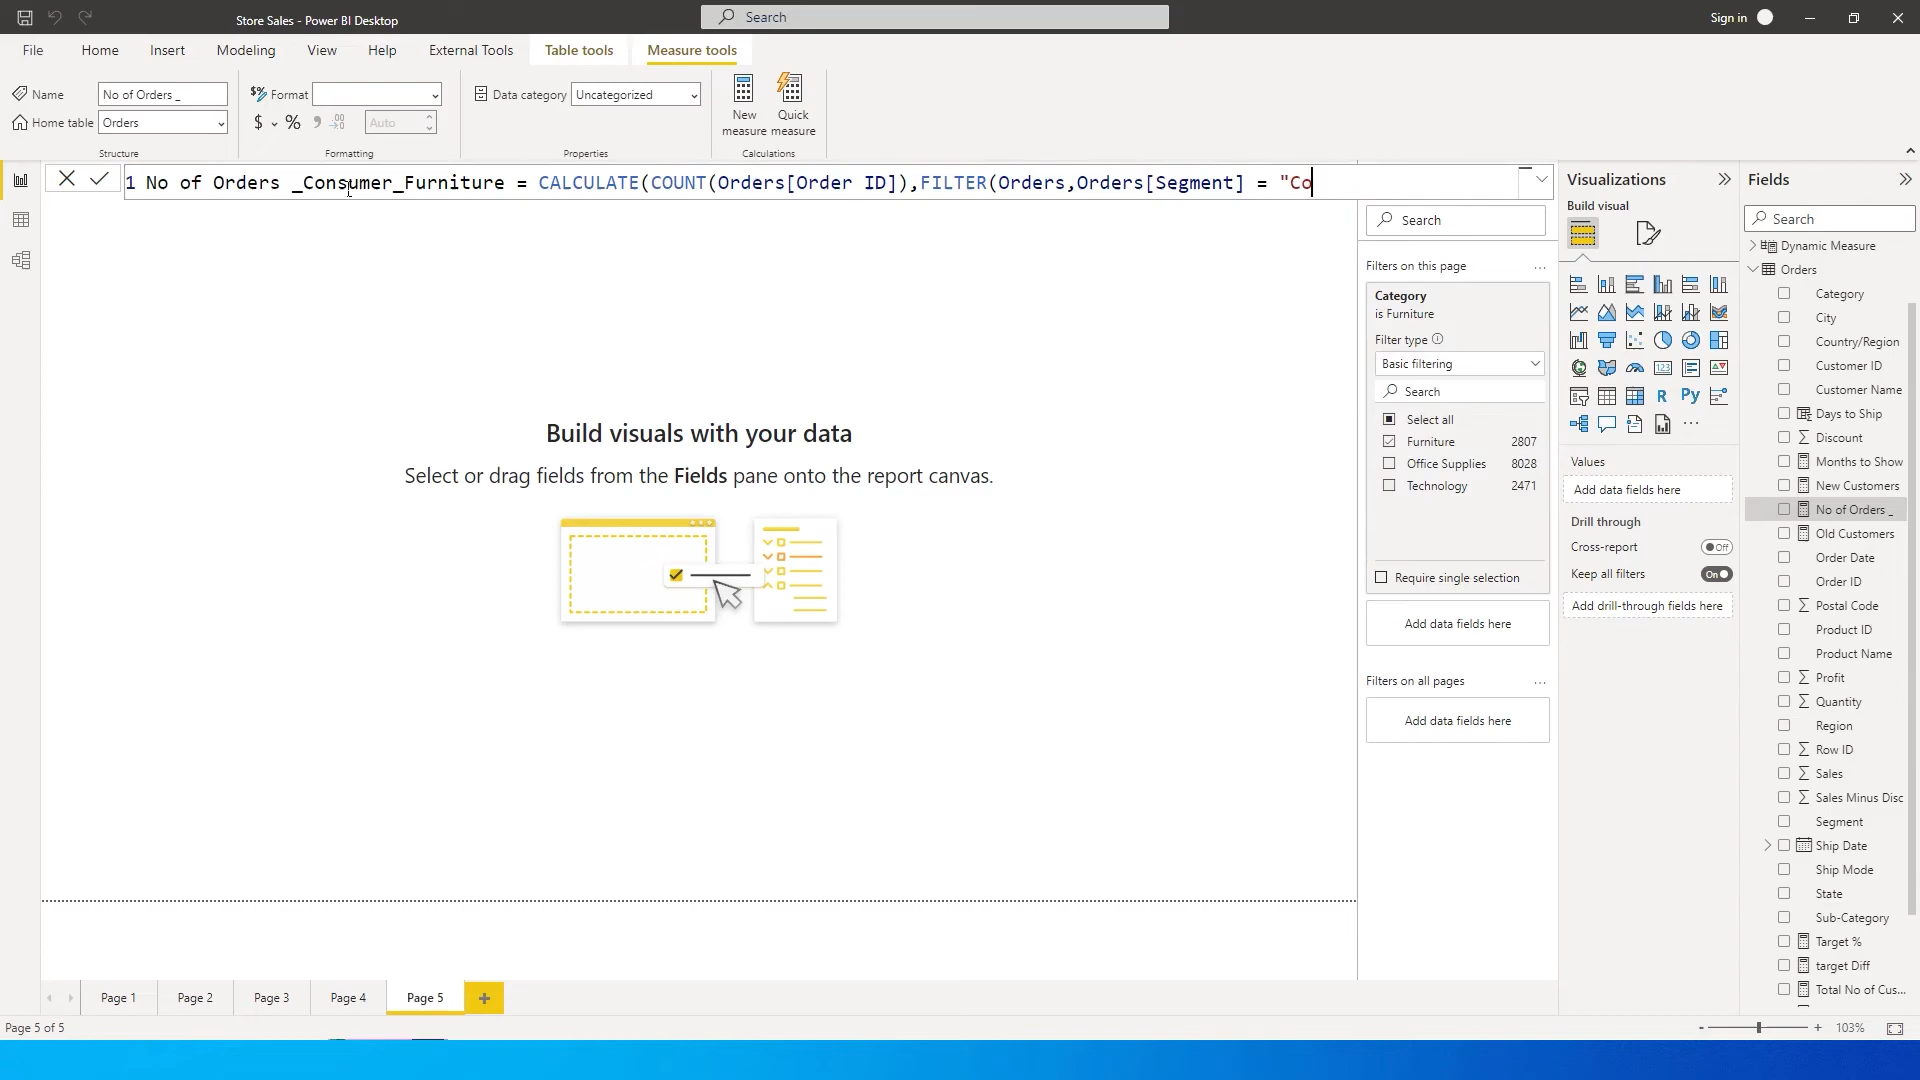 Store Sales - Power BI Desktop
Search
Sign in
File
Home
Insert
Modeling
View
Help
External Tools
Table tools
Measure tools
Name
No of Orders _
Home table
Orders
Structure
Format
$
%
Auto
Formatting
Data category
Uncategorized
Properties
New measure
Quick measure
Calculations
1 No of Orders _Consumer_Furniture = CALCULATE(COUNT(Orders[Order ID]),FILTER(Orders,Orders[Segment] = "Co
Build visuals with your data
Select or drag fields from the Fields pane onto the report canvas.
Search
Filters on this page
...
Category
is Furniture
Filter type
Basic filtering
Search
Select all
Furniture 2807
Office Supplies 8028
Technology 2471
Require single selection
Add data fields here
Filters on all pages
...
Add data fields here
Visualizations
Build visual
123
R
Py
...
Values
Add data fields here
Drill through
Cross-report
Off
Keep all filters
On
Add drill-through fields here
Fields
Search
Dynamic Measure
Orders
Category
City
Country/Region
Customer ID
Customer Name
Days to Ship
Discount
Months to Show
New Customers
No of Orders _
Old Customers
Order Date
Order ID
Postal Code
Product ID
Product Name
Profit
Quantity
Region
Row ID
Sales
Sales Minus Disc
Segment
Ship Date
Ship Mode
State
Sub-Category
Target %
target Diff
Total No of Cus...
Page 1
Page 2
Page 3
Page 4
Page 5
+
Page 5 of 5
- + 103%